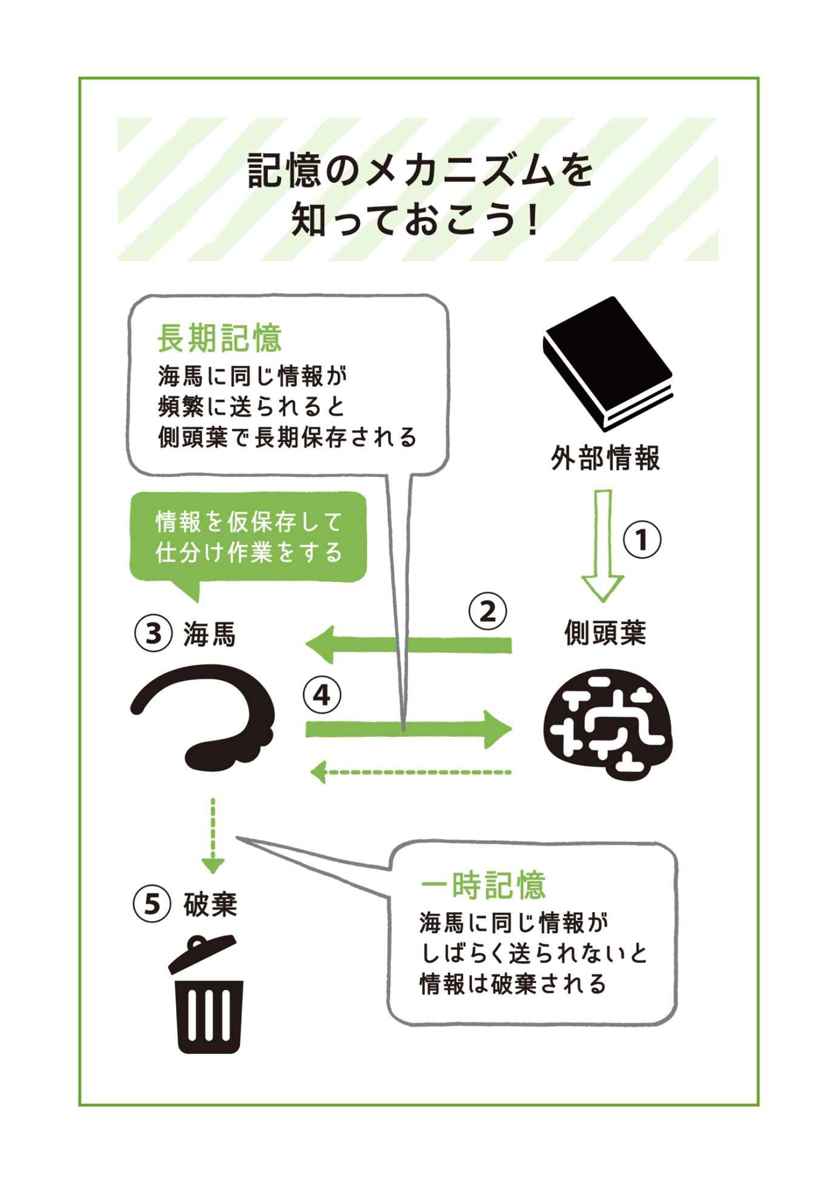 記憶のメカニズムを
知っておこう！
長期記憶
海馬に同じ情報が
頻繁に送られると
側頭葉で長期保存される
外部情報
①
情報を仮保存して
仕分け作業をする
②
③ 海馬
側頭葉
④
一時記憶
海馬に同じ情報が
しばらく送られないと
情報は破棄される
⑤ 破棄